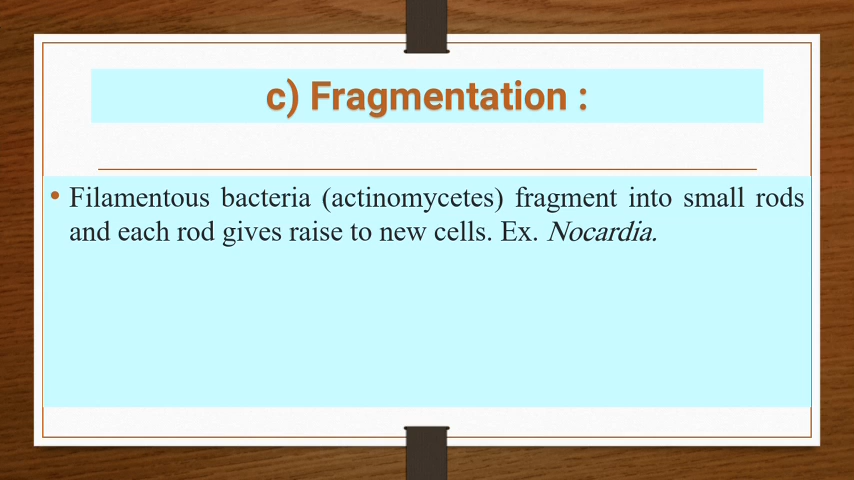 c) Fragmentation :
• Filamentous bacteria (actinomycetes) fragment into small rods
and each rod gives raise to new cells. Ex. Nocardia.